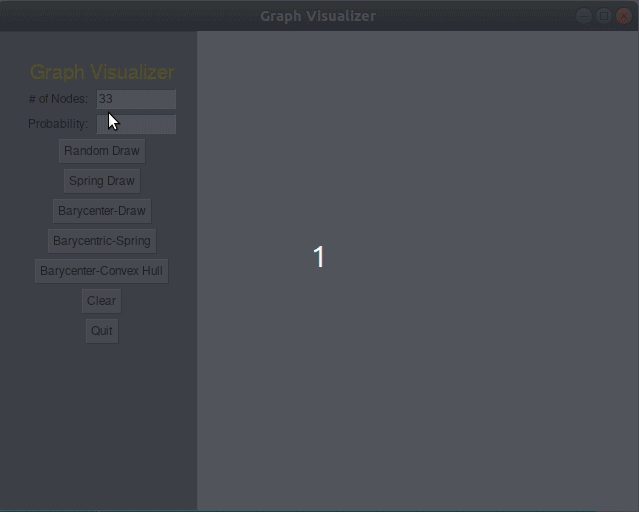 Graph Visualizer
Graph Visualizer
# of Nodes: 33
Probability:
Random Draw
Spring Draw
Barycenter-Draw
Barycentric-Spring
Barycenter-Convex Hull
Clear
Quit
1